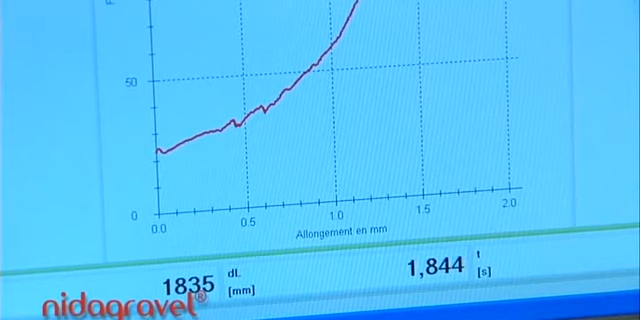 50
0
0.0 0.5 1.0 1.5 2.0
Allongement en mm
1835 dL [mm]
1,844 t [s]
nidagravel®